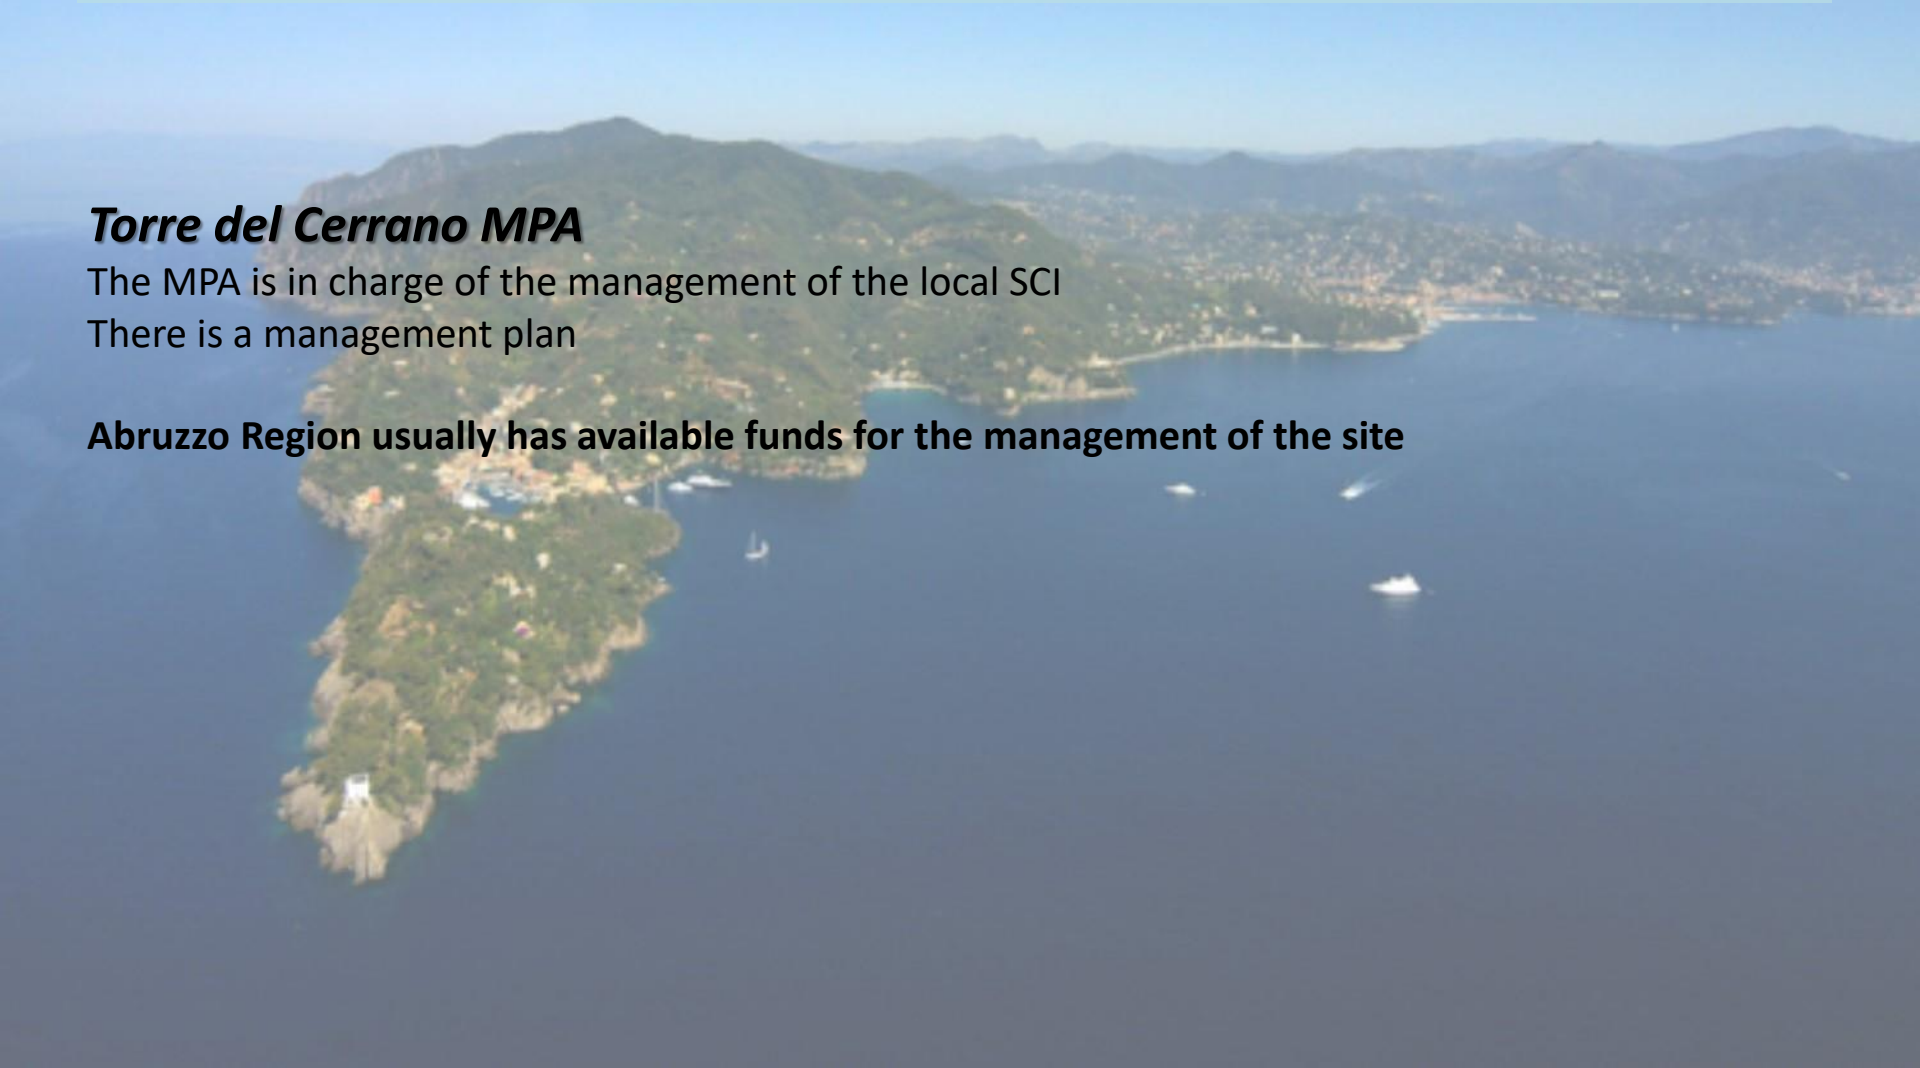 Torre del Cerrano MPA
The MPA is in charge of the management of the local SCI
There is a management plan
Abruzzo Region usually has available funds for the management of the site